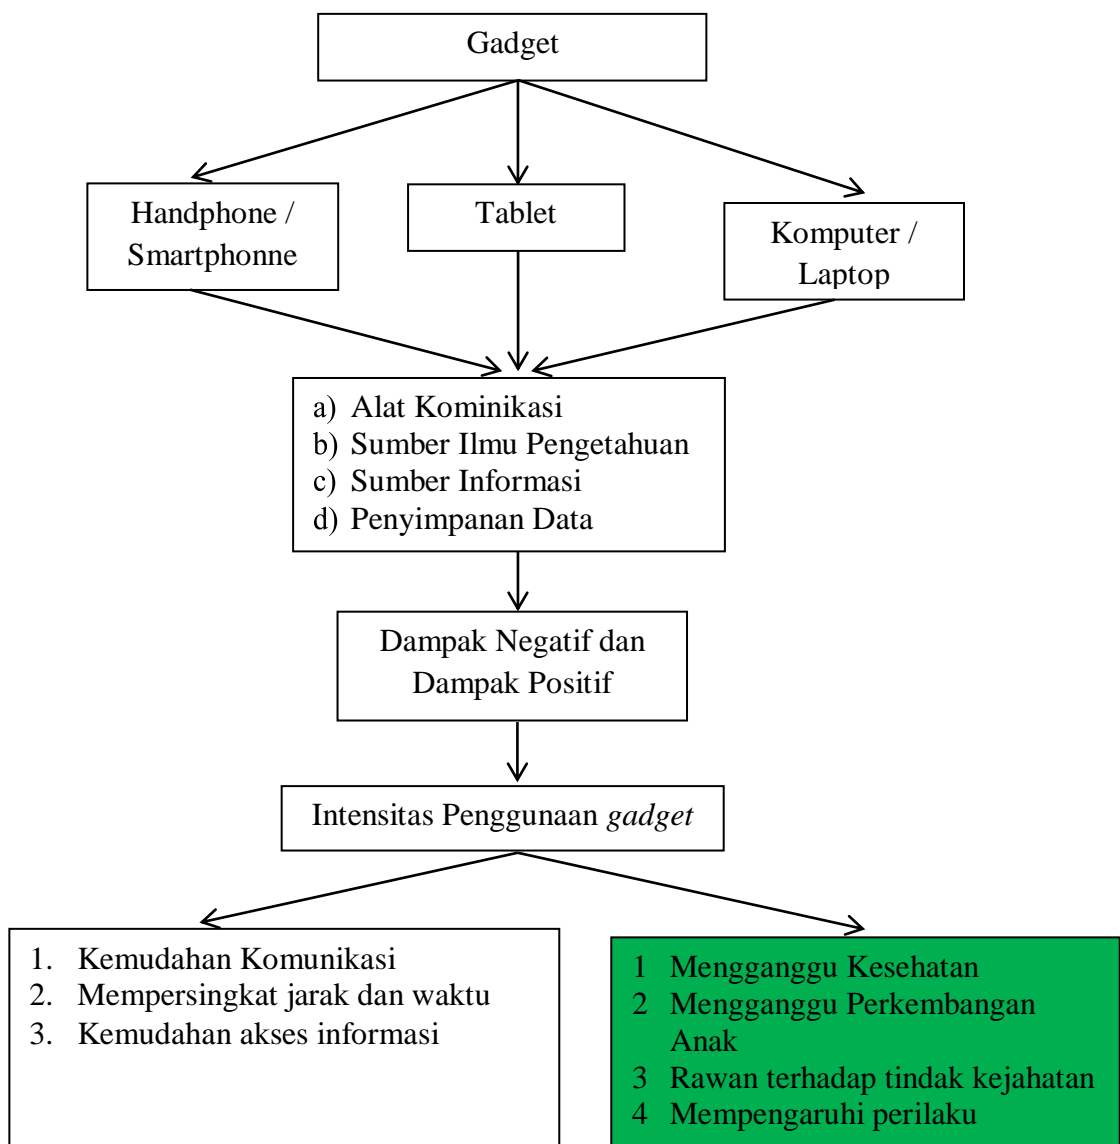 Gadget
Handphone /
Smartphonne
Tablet
Komputer /
Laptop
a) Alat Kominikasi
b) Sumber Ilmu Pengetahuan
c) Sumber Informasi
d) Penyimpanan Data
Dampak Negatif dan
Dampak Positif
Intensitas Penggunaan gadget
1. Kemudahan Komunikasi
2. Mempersingkat jarak dan waktu
3. Kemudahan akses informasi
1 Mengganggu Kesehatan
2 Mengganggu Perkembangan
Anak
3 Rawan terhadap tindak kejahatan
4 Mempengaruhi perilaku